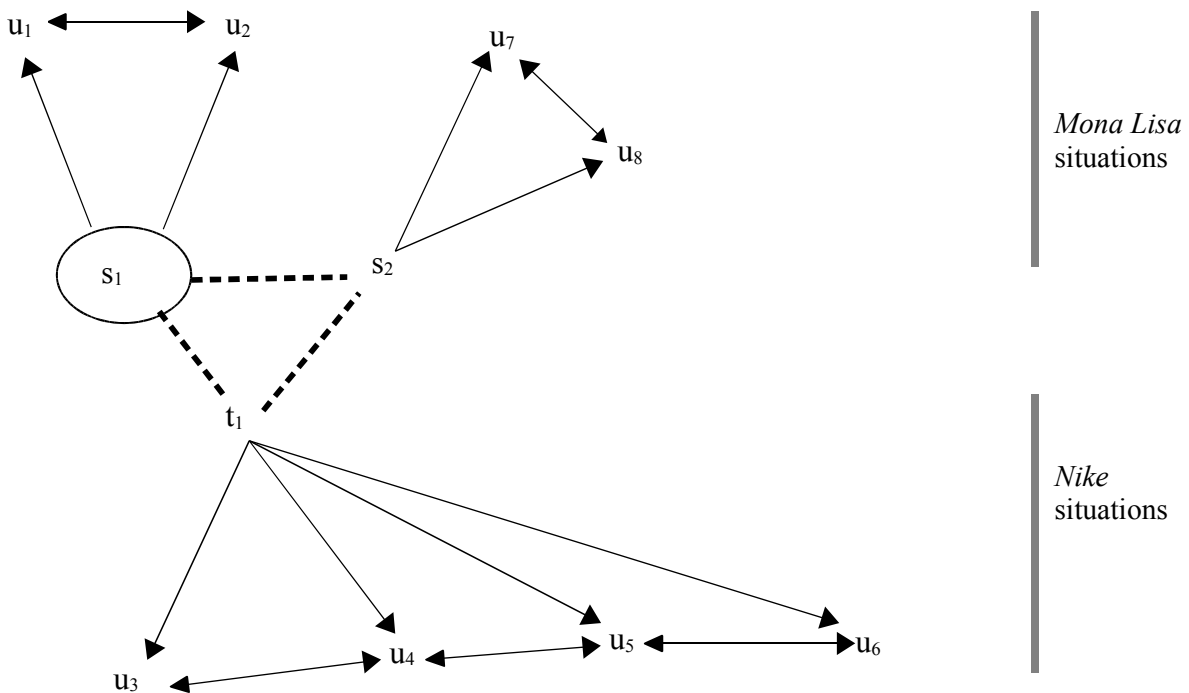 u₁ u₂
u₇
u₈
Mona Lisa
situations
s₁ s₂
t₁
Nike
situations
u₃ u₄ u₅ u₆